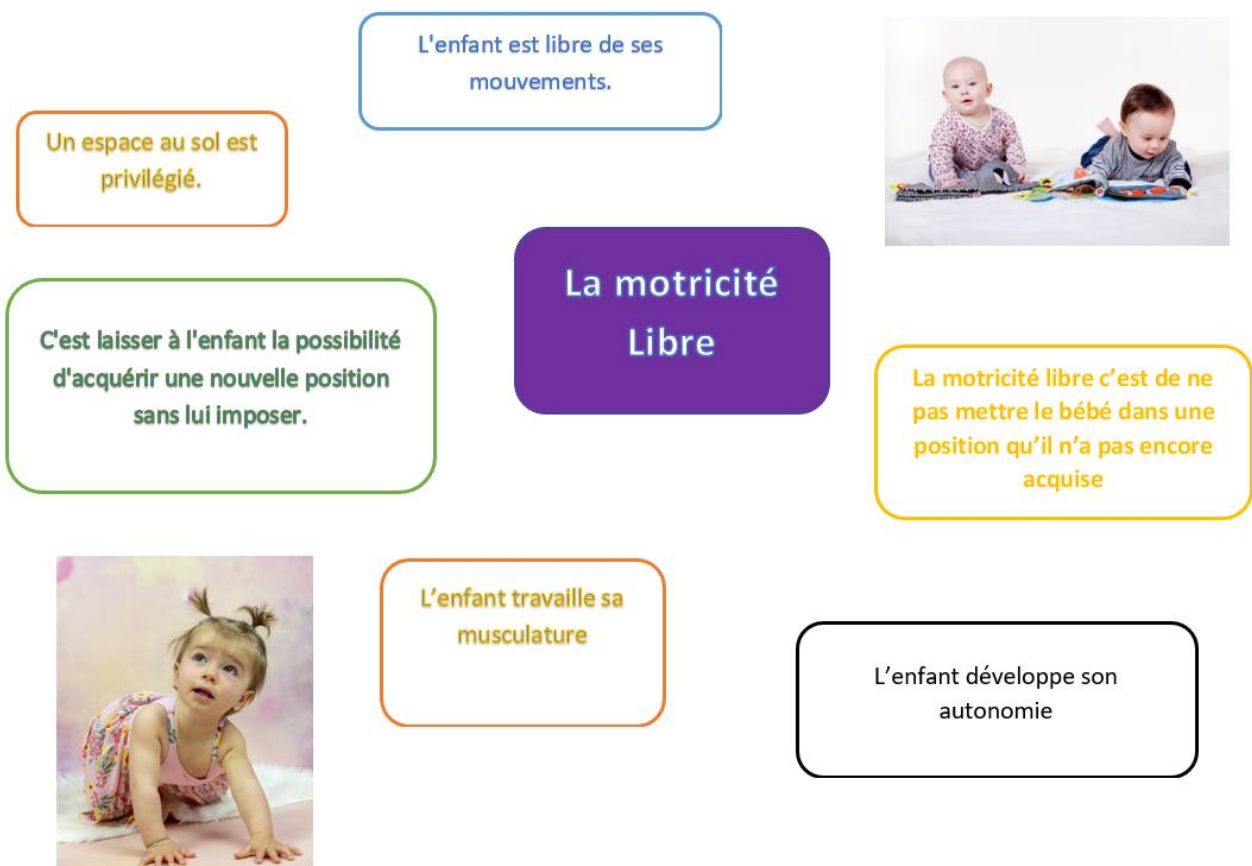 L'enfant est libre de ses
mouvements.
Un espace au sol est
privilégié.
La motricité
Libre
C'est laisser à l'enfant la possibilité
d'acquérir une nouvelle position
sans lui imposer.
La motricité libre c’est de ne
pas mettre le bébé dans une
position qu’il n’a pas encore
acquise
L’enfant travaille sa
musculature
L’enfant développe son
autonomie